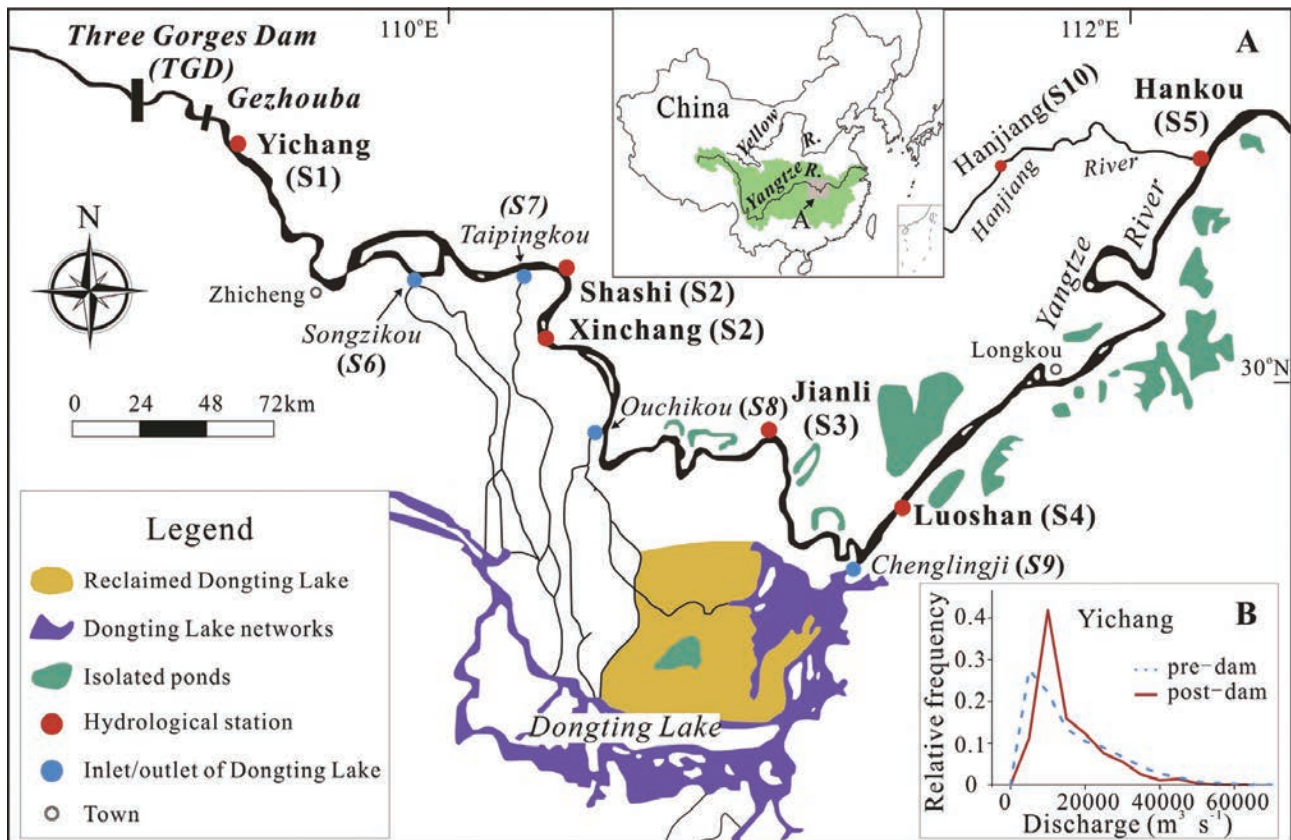 110°E
112°E
A
Three Gorges Dam
(TGD)
Gezhouba
Yichang
(S1)
China
Yellow
R.
Yangtze R.
A
Hanjiang(S10)
Hanjiang
River
Hankou
(S5)
N
(S7)
Taipingkou
Zhicheng
Songzikou
(S6)
Shashi (S2)
Xinchang (S2)
Yangtze River
Longkou
30°N
0 24 48 72km
Ouchikou (S8)
Jianli
(S3)
Luoshan (S4)
Chenglingji (S9)
Dongting Lake
Legend
Reclaimed Dongting Lake
Dongting Lake networks
Isolated ponds
Hydrological station
Inlet/outlet of Dongting Lake
Town
Yichang
B
pre-dam
post-dam
Relative frequency
0.4
0.3
0.2
0.1
0
0 20000 40000 60000
Discharge (m³ s⁻¹)